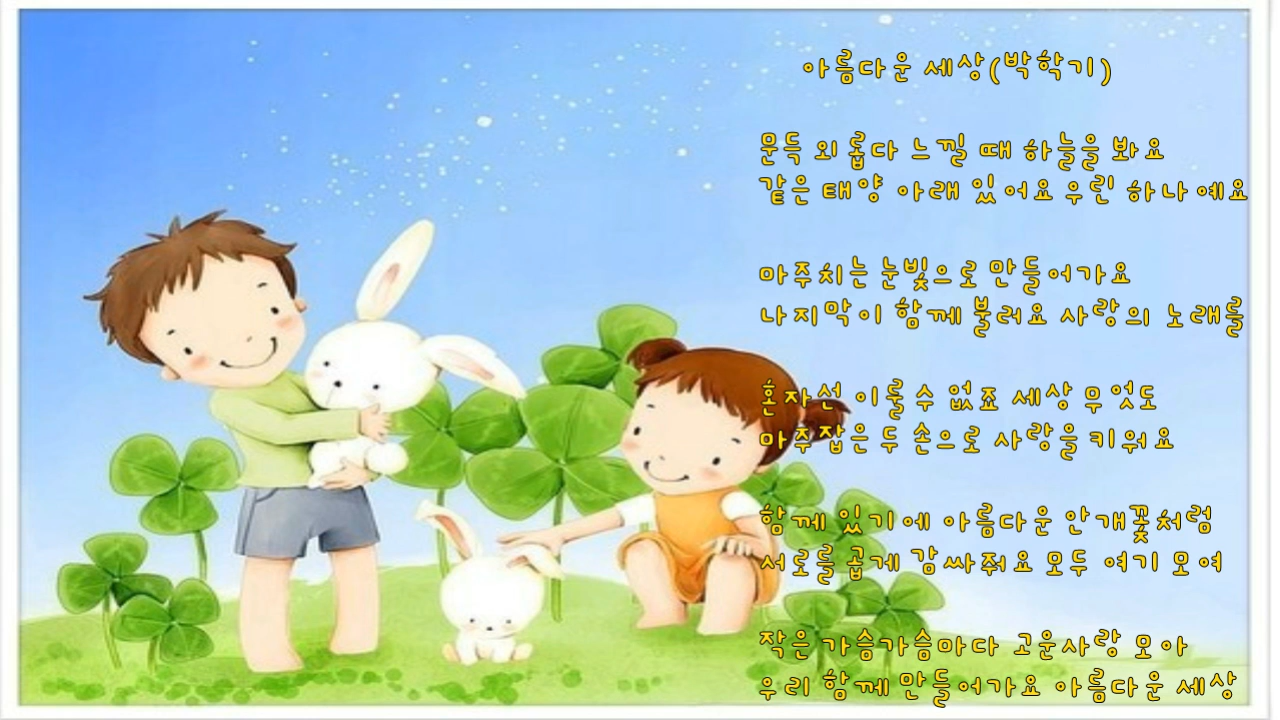 아름다운 세상(박학기)
문득 외롭다 느낄 때 하늘을 봐요
같은 태양 아래 있어요 우린 하나예요
마주치는 눈빛으로 만들어가요
나지막이 함께 불러요 사랑의 노래를
혼자선 이룰수 없죠 세상 무엇도
마주잡은 두 손으로 사랑을 키워요
함께 있기에 아름다운 안개꽃처럼
서로를 곱게 감싸줘요 모두 여기 모여
작은 가슴가슴마다 고운사랑 모아
우리 함께 만들어가요 아름다운 세상